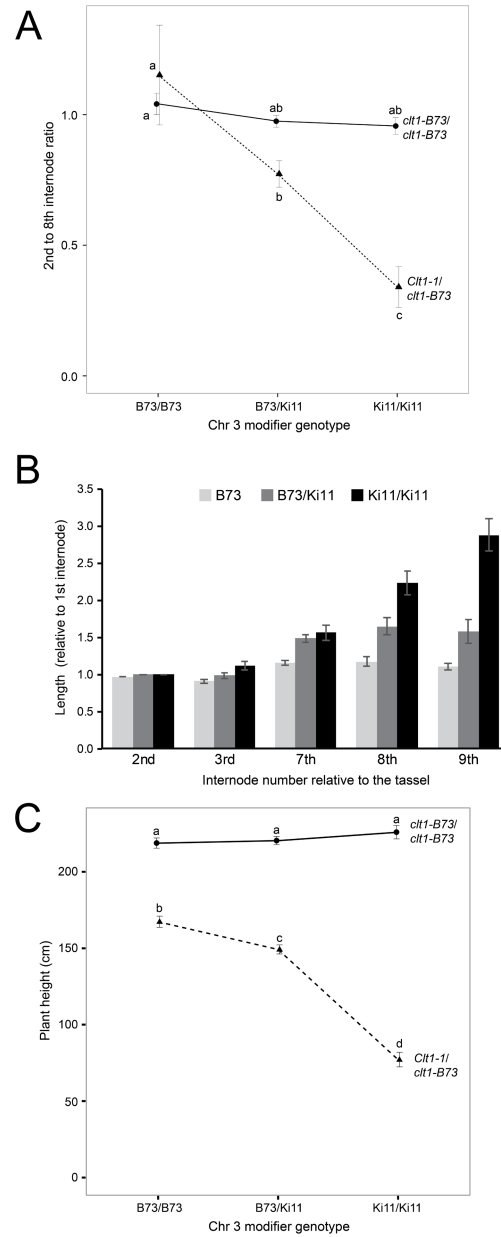 A
2nd to 8th internode ratio
1.0
0.5
0.0
a
a
ab
b
ab
c
clt1-B73/
clt1-B73
Clt1-1/
clt1-B73
B73/B73
B73/Ki11
Ki11/Ki11
Chr 3 modifier genotype
B
Length (relative to 1st internode)
3.5
3.0
2.5
2.0
1.5
1.0
0.5
0.0
B73
B73/Ki11
Ki11/Ki11
2nd
3rd
7th
8th
9th
Internode number relative to the tassel
C
Plant height (cm)
200
150
100
50
0
a
a
a
b
c
d
clt1-B73/
clt1-B73
Clt1-1/
clt1-B73
B73/B73
B73/Ki11
Ki11/Ki11
Chr 3 modifier genotype